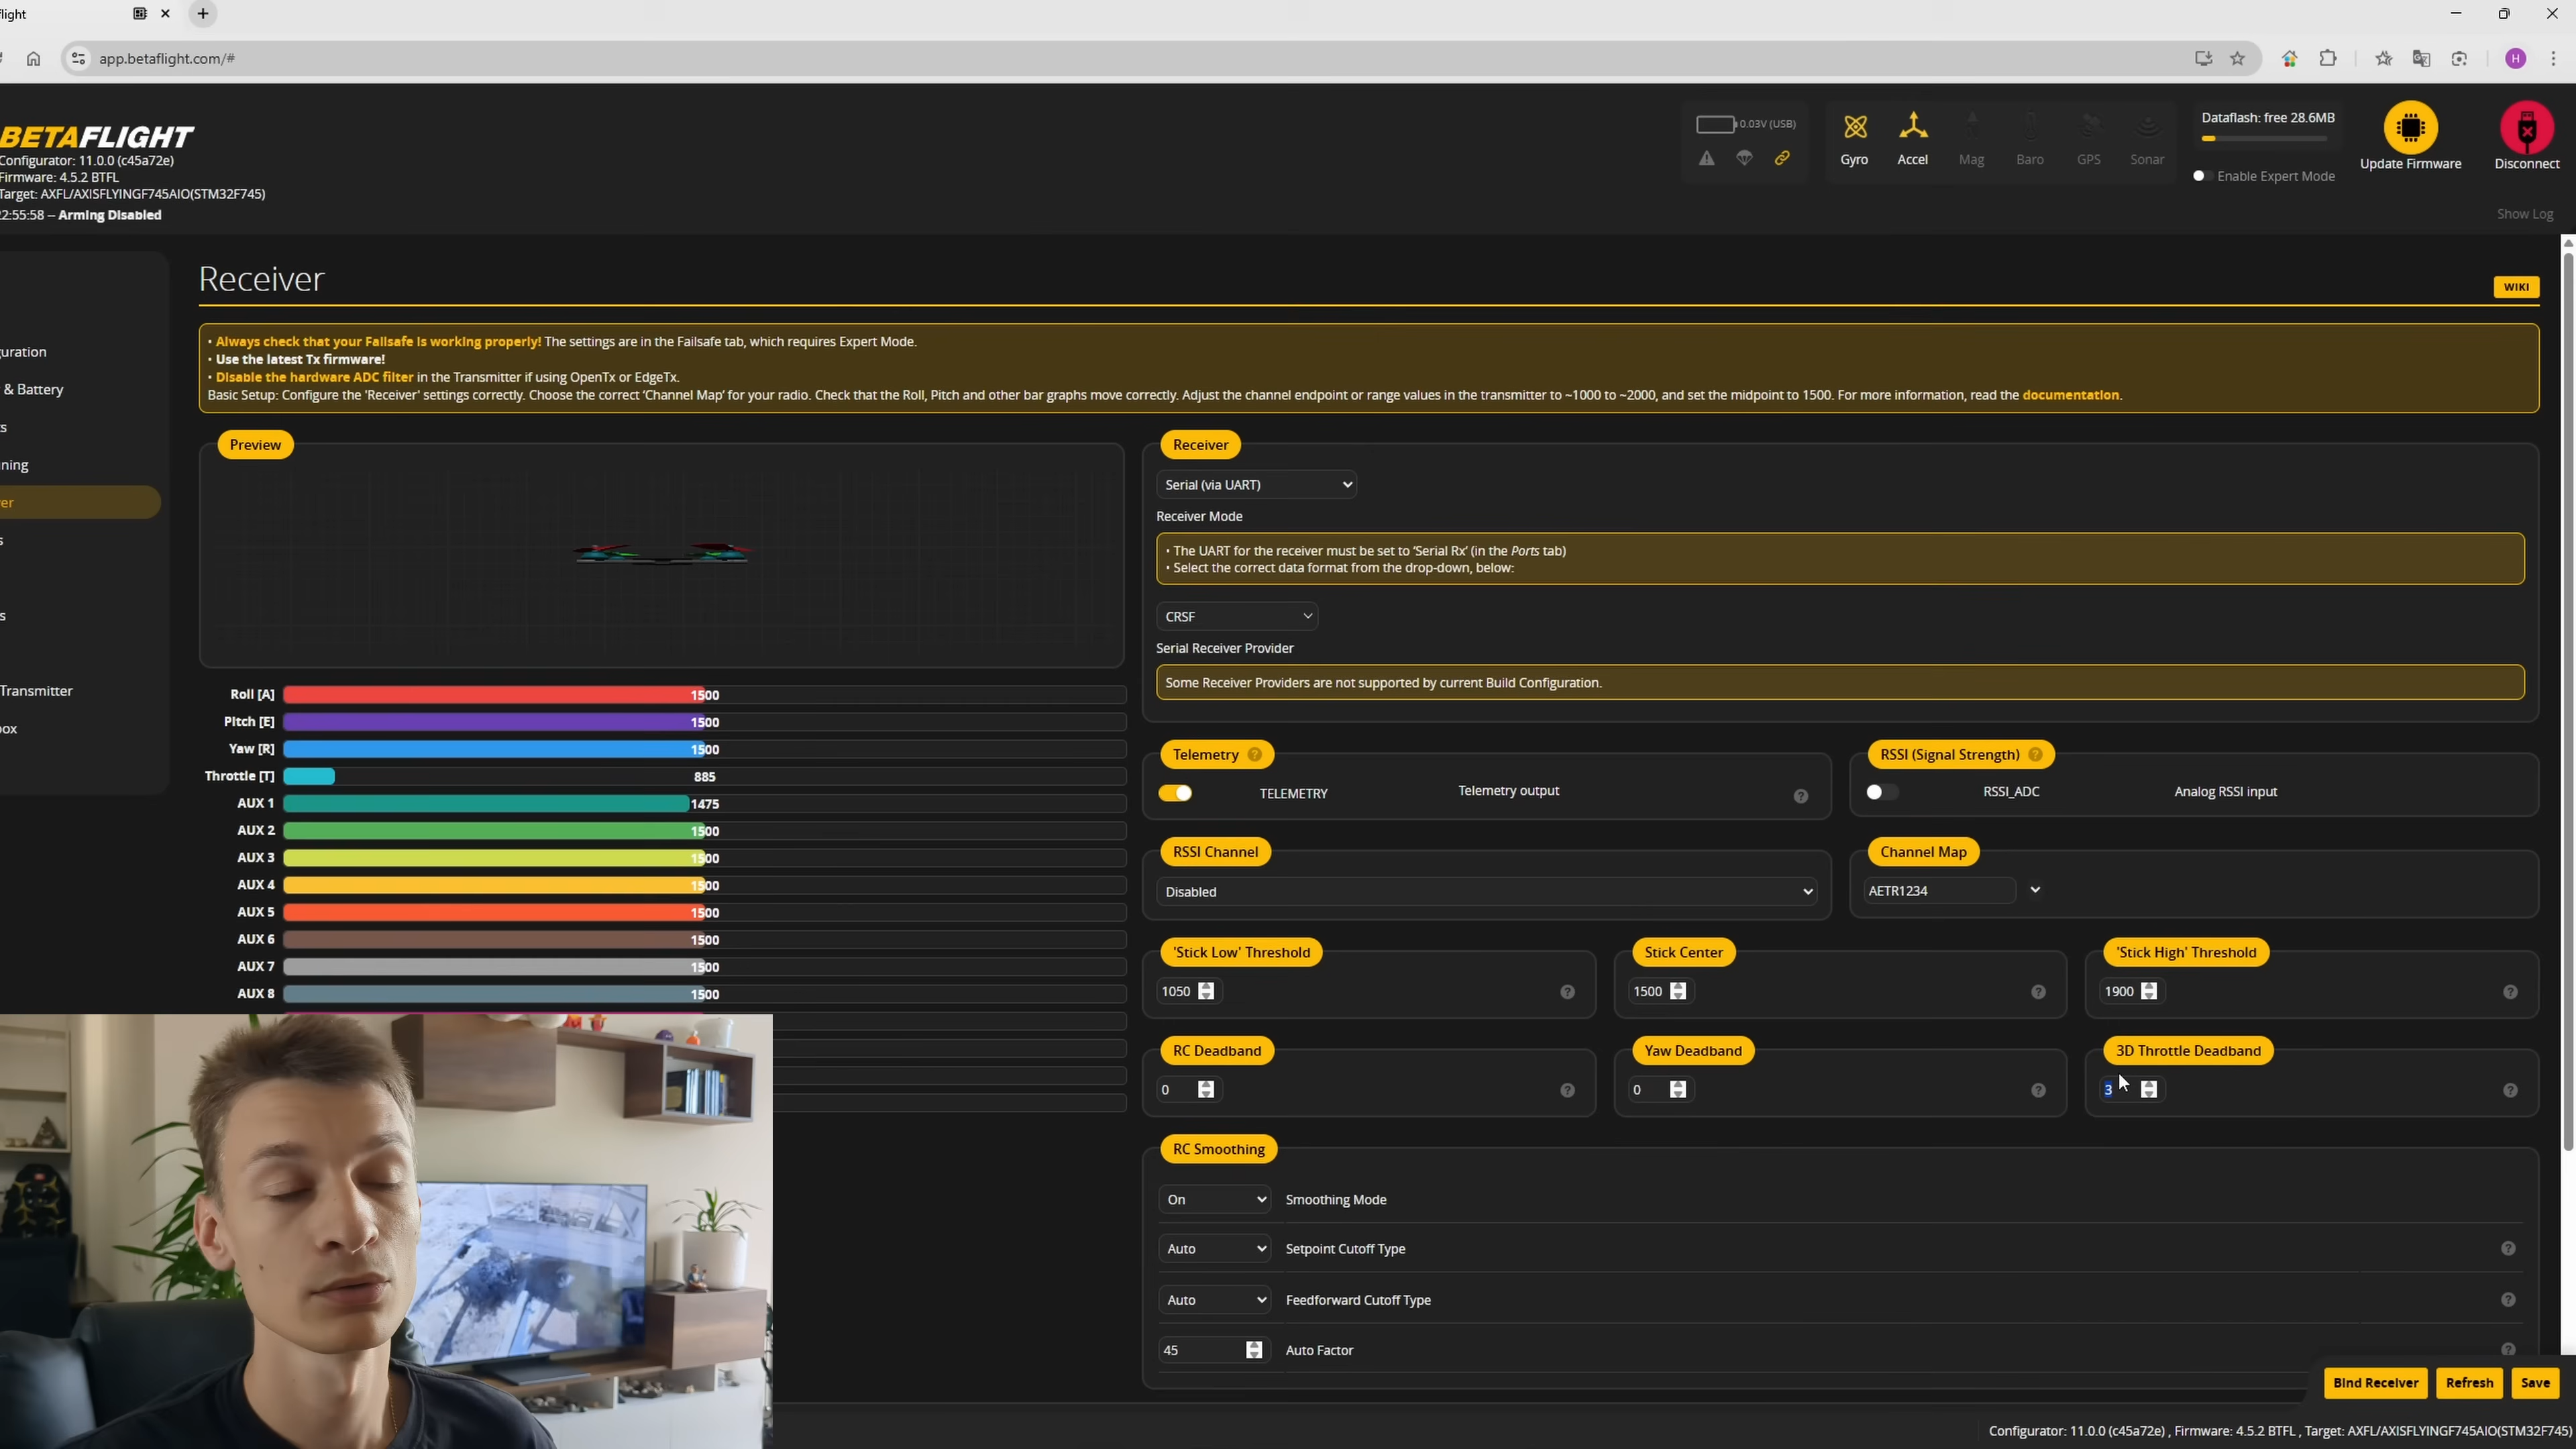 flight
app.betaflight.com/#
H
BETAFLIGHT
Configurator: 11.0.0 (c45a72e)
Firmware: 4.5.2 BTFL
Target: AXFL/AXISFLYINGF745AIO(STM32F745)
2:55:58 -- Arming Disabled
0.03V (USB)
Gyro
Accel
Mag
Baro
GPS
Sonar
Dataflash: free 28.6MB
Enable Expert Mode
Update Firmware
Disconnect
Show Log
uration
& Battery
s
ning
er
s
s
Transmitter
ox
Receiver
WIKI
• Always check that your Failsafe is working properly! The settings are in the Failsafe tab, which requires Expert Mode.
• Use the latest Tx firmware!
• Disable the hardware ADC filter in the Transmitter if using OpenTx or EdgeTx.
Basic Setup: Configure the 'Receiver' settings correctly. Choose the correct 'Channel Map' for your radio. Check that the Roll, Pitch and other bar graphs move correctly. Adjust the channel endpoint or range values in the transmitter to ~1000 to ~2000, and set the midpoint to 1500. For more information, read the documentation.
Preview
Roll [A] 1500
Pitch [E] 1500
Yaw [R] 1500
Throttle [T] 885
AUX 1 1475
AUX 2 1500
AUX 3 1500
AUX 4 1500
AUX 5 1500
AUX 6 1500
AUX 7 1500
AUX 8 1500
Receiver
Serial (via UART)
Receiver Mode
• The UART for the receiver must be set to 'Serial Rx' (in the Ports tab)
• Select the correct data format from the drop-down, below:
CRSF
Serial Receiver Provider
Some Receiver Providers are not supported by current Build Configuration.
Telemetry
TELEMETRY Telemetry output
RSSI (Signal Strength)
RSSI_ADC Analog RSSI input
RSSI Channel
Disabled
Channel Map
AETR1234
'Stick Low' Threshold
1050
Stick Center
1500
'Stick High' Threshold
1900
RC Deadband
0
Yaw Deadband
0
3D Throttle Deadband
3
RC Smoothing
On Smoothing Mode
Auto Setpoint Cutoff Type
Auto Feedforward Cutoff Type
45 Auto Factor
Bind Receiver
Refresh
Save
Configurator: 11.0.0 (c45a72e) , Firmware: 4.5.2 BTFL , Target: AXFL/AXISFLYINGF745AIO(STM32F745)